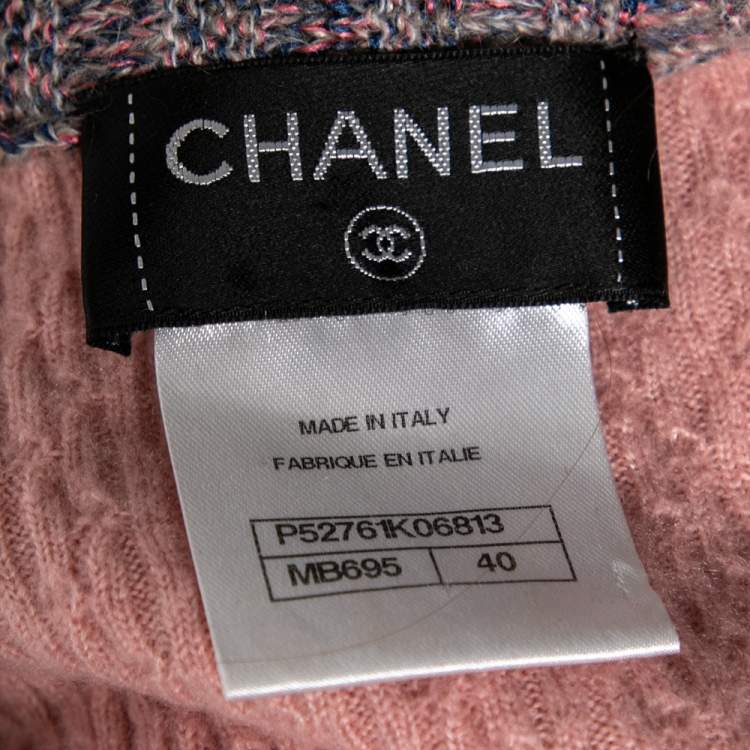 CHANEL
MADE IN ITALY
FABRIQUE EN ITALIE
P52761K06813
MB695 40